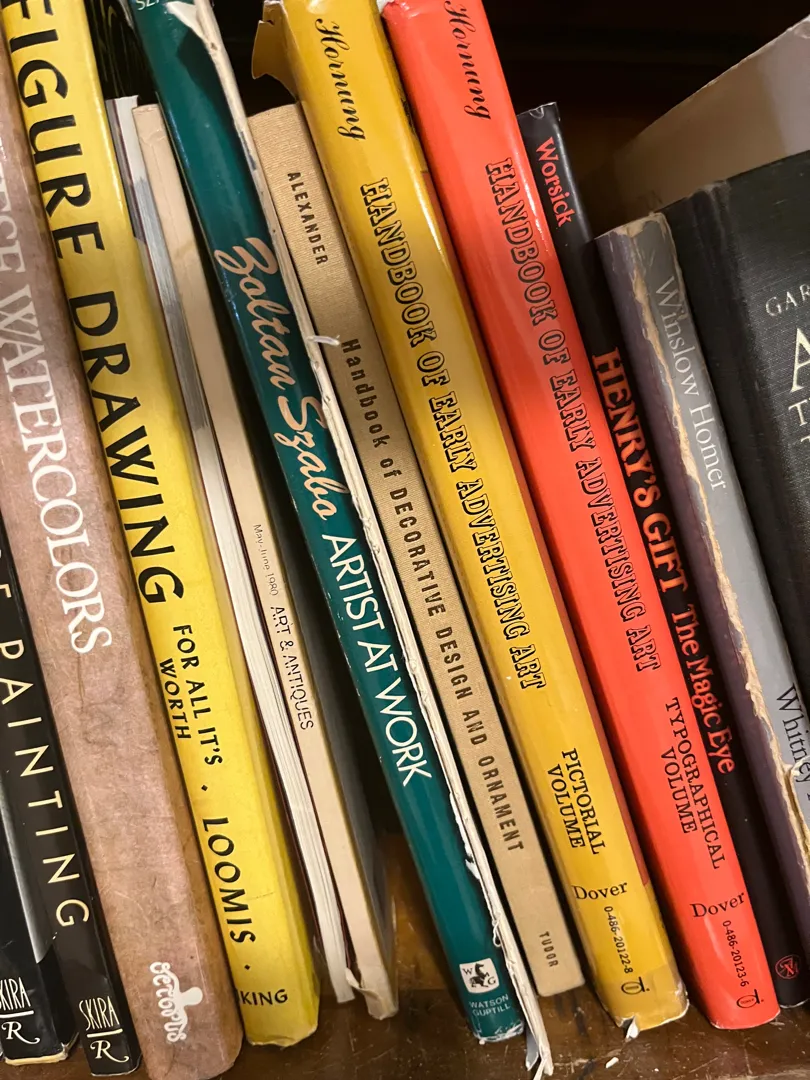 SKIRA
R
PAINTING
SKIRA
R
WATERCOLORS
octopus
FIGURE DRAWING
FOR ALL IT'S
WORTH
• LOOMIS •
KING
May-June 1980 ART & ANTIQUES
Zoltan Szabo ARTIST AT WORK
W G
WATSON
GUPTILL
ALEXANDER
Handbook of DECORATIVE DESIGN AND ORNAMENT
TUDOR
Hornung
HANDBOOK OF EARLY ADVERTISING ART
PICTORIAL
VOLUME
Dover
0-486-20122-8
Hornung
HANDBOOK OF EARLY ADVERTISING ART
TYPOGRAPHICAL
VOLUME
Dover
0-486-20123-6
Worsick
HENRY'S GIFT The Magic Eye
Winslow Homer
Whitney